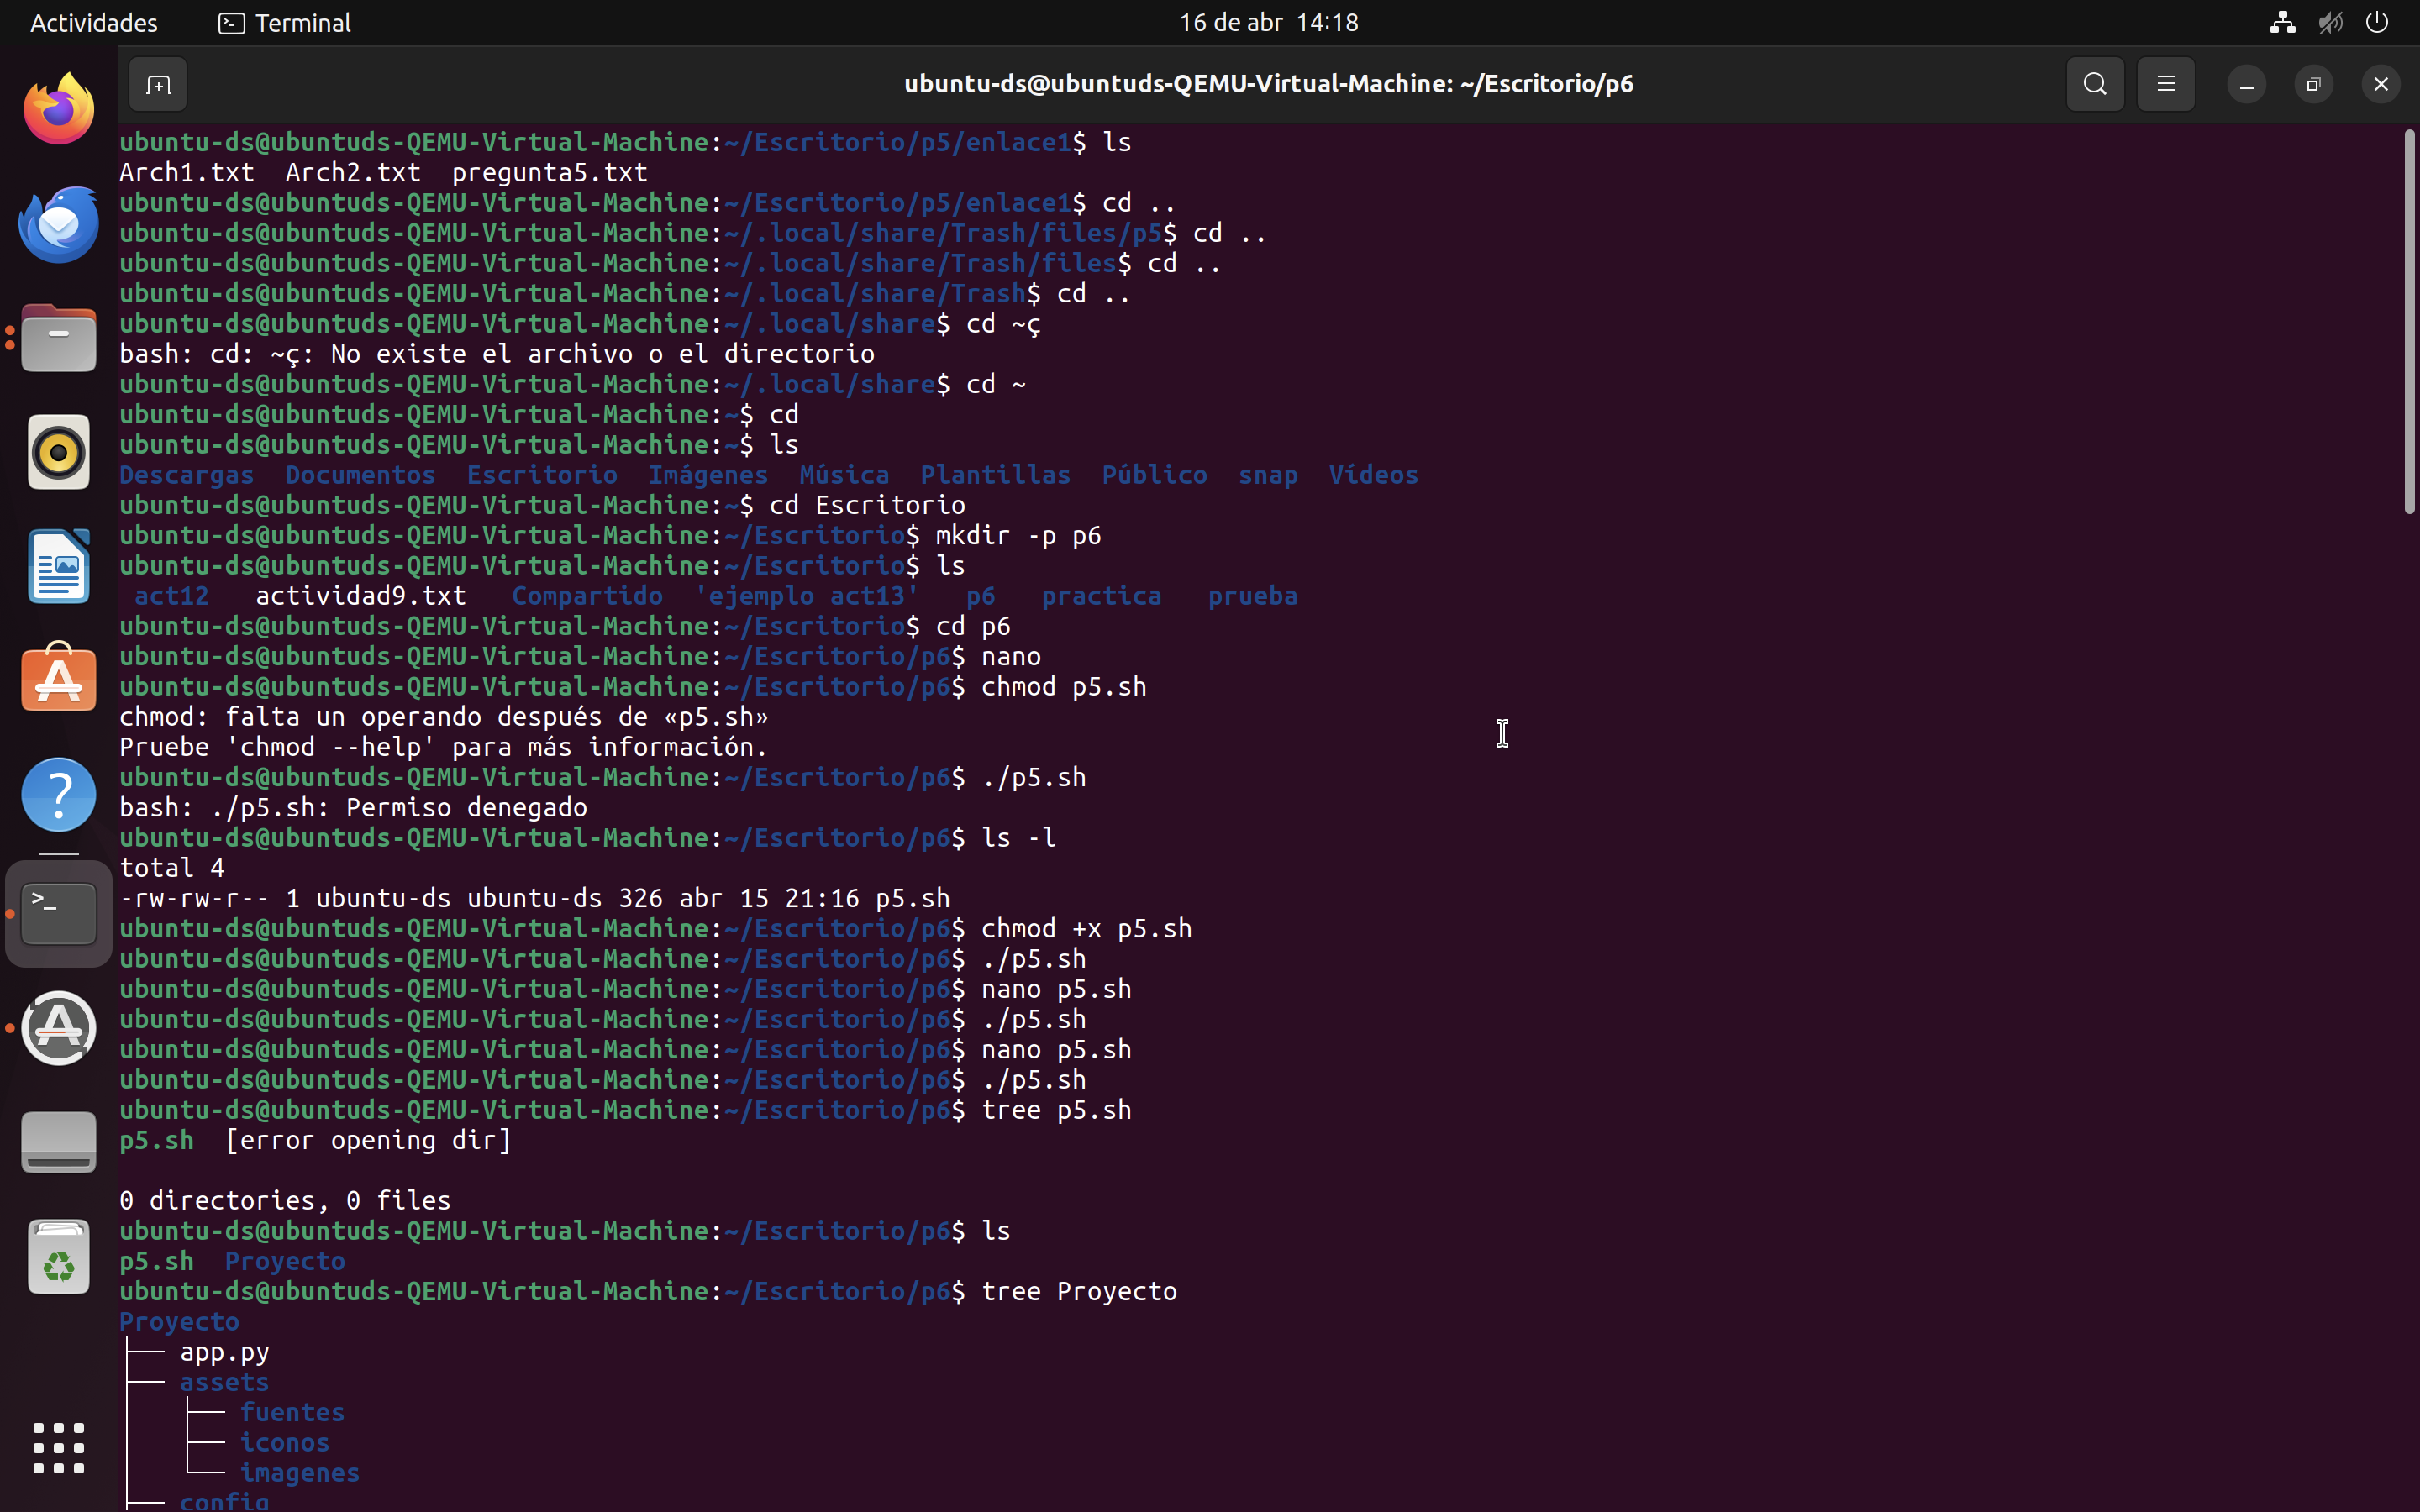 Actividades
Terminal
16 de abr 14:18
ubuntu-ds@ubuntuds-QEMU-Virtual-Machine: ~/Escritorio/p6
ubuntu-ds@ubuntuds-QEMU-Virtual-Machine:~/Escritorio/p5/enlace1$ ls
Arch1.txt  Arch2.txt  pregunta5.txt
ubuntu-ds@ubuntuds-QEMU-Virtual-Machine:~/Escritorio/p5/enlace1$ cd ..
ubuntu-ds@ubuntuds-QEMU-Virtual-Machine:~/.local/share/Trash/files/p5$ cd ..
ubuntu-ds@ubuntuds-QEMU-Virtual-Machine:~/.local/share/Trash/files$ cd ..
ubuntu-ds@ubuntuds-QEMU-Virtual-Machine:~/.local/share/Trash$ cd ..
ubuntu-ds@ubuntuds-QEMU-Virtual-Machine:~/.local/share$ cd ~ç
bash: cd: ~ç: No existe el archivo o el directorio
ubuntu-ds@ubuntuds-QEMU-Virtual-Machine:~/.local/share$ cd ~
ubuntu-ds@ubuntuds-QEMU-Virtual-Machine:~$ cd
ubuntu-ds@ubuntuds-QEMU-Virtual-Machine:~$ ls
Descargas  Documentos  Escritorio  Imágenes  Música  Plantillas  Público  snap  Vídeos
ubuntu-ds@ubuntuds-QEMU-Virtual-Machine:~$ cd Escritorio
ubuntu-ds@ubuntuds-QEMU-Virtual-Machine:~/Escritorio$ mkdir -p p6
ubuntu-ds@ubuntuds-QEMU-Virtual-Machine:~/Escritorio$ ls
 act12   actividad9.txt   Compartido  'ejemplo act13'   p6   practica   prueba
ubuntu-ds@ubuntuds-QEMU-Virtual-Machine:~/Escritorio$ cd p6
ubuntu-ds@ubuntuds-QEMU-Virtual-Machine:~/Escritorio/p6$ nano
ubuntu-ds@ubuntuds-QEMU-Virtual-Machine:~/Escritorio/p6$ chmod p5.sh
chmod: falta un operando después de «p5.sh»
Pruebe 'chmod --help' para más información.
ubuntu-ds@ubuntuds-QEMU-Virtual-Machine:~/Escritorio/p6$ ./p5.sh
bash: ./p5.sh: Permiso denegado
ubuntu-ds@ubuntuds-QEMU-Virtual-Machine:~/Escritorio/p6$ ls -l
total 4
-rw-rw-r-- 1 ubuntu-ds ubuntu-ds 326 abr 15 21:16 p5.sh
ubuntu-ds@ubuntuds-QEMU-Virtual-Machine:~/Escritorio/p6$ chmod +x p5.sh
ubuntu-ds@ubuntuds-QEMU-Virtual-Machine:~/Escritorio/p6$ ./p5.sh
ubuntu-ds@ubuntuds-QEMU-Virtual-Machine:~/Escritorio/p6$ nano p5.sh
ubuntu-ds@ubuntuds-QEMU-Virtual-Machine:~/Escritorio/p6$ ./p5.sh
ubuntu-ds@ubuntuds-QEMU-Virtual-Machine:~/Escritorio/p6$ nano p5.sh
ubuntu-ds@ubuntuds-QEMU-Virtual-Machine:~/Escritorio/p6$ ./p5.sh
ubuntu-ds@ubuntuds-QEMU-Virtual-Machine:~/Escritorio/p6$ tree p5.sh
p5.sh  [error opening dir]
0 directories, 0 files
ubuntu-ds@ubuntuds-QEMU-Virtual-Machine:~/Escritorio/p6$ ls
p5.sh  Proyecto
ubuntu-ds@ubuntuds-QEMU-Virtual-Machine:~/Escritorio/p6$ tree Proyecto
Proyecto
├── app.py
├── assets
│   ├── fuentes
│   ├── iconos
│   └── imagenes
├── config